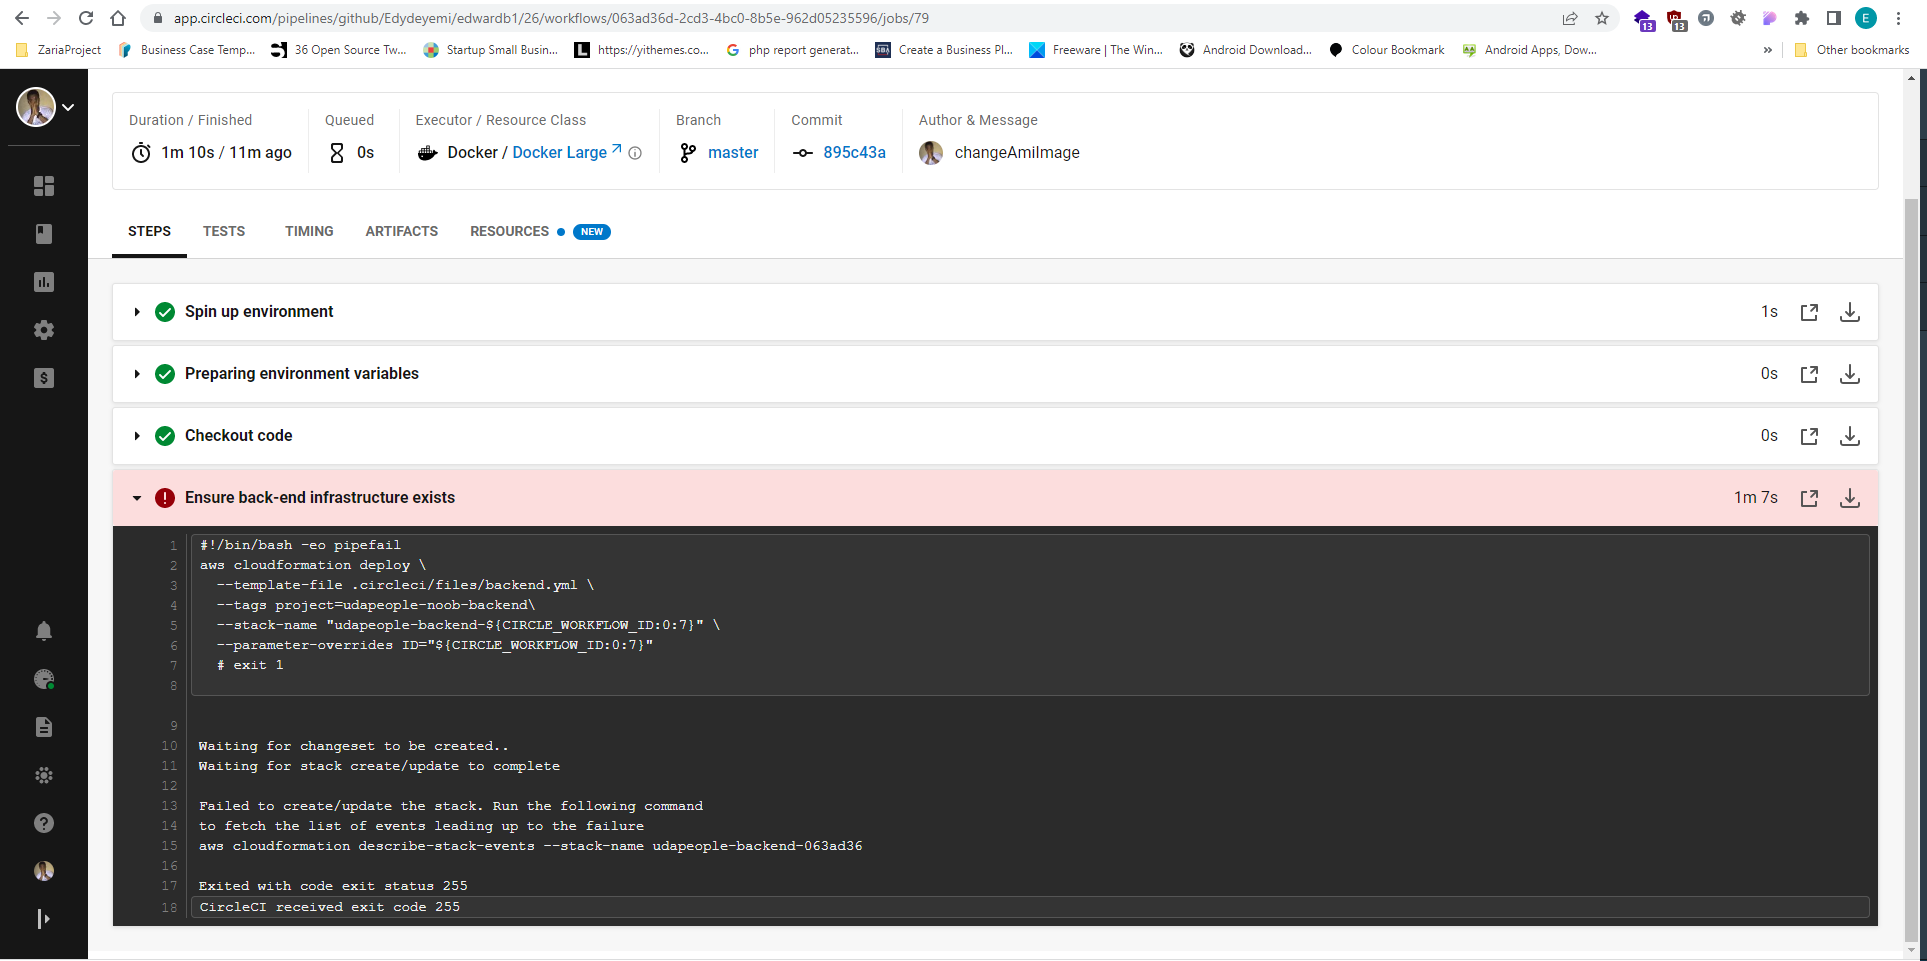 app.circleci.com/pipelines/github/Edydeyemi/edwardb1/26/workflows/063ad36d-2cd3-4bc0-8b5e-962d05235596/jobs/79
13
13
E
ZariaProject
Business Case Temp...
36 Open Source Tw...
Startup Small Busin...
https://yithemes.co...
php report generat...
Create a Business Pl...
Freeware | The Win...
Android Download...
Colour Bookmark
Android Apps, Dow...
»
Other bookmarks
Duration / Finished
Queued
Executor / Resource Class
Branch
Commit
Author & Message
1m 10s / 11m ago
0s
Docker / Docker Large
master
895c43a
changeAmiImage
STEPS
TESTS
TIMING
ARTIFACTS
RESOURCES
NEW
Spin up environment
1s
Preparing environment variables
0s
Checkout code
0s
Ensure back-end infrastructure exists
1m 7s
1 #!/bin/bash -eo pipefail
2 aws cloudformation deploy \
3 --template-file .circleci/files/backend.yml \
4 --tags project=udapeople-noob-backend\
5 --stack-name "udapeople-backend-${CIRCLE_WORKFLOW_ID:0:7}" \
6 --parameter-overrides ID="${CIRCLE_WORKFLOW_ID:0:7}"
7 # exit 1
8
9
10 Waiting for changeset to be created..
11 Waiting for stack create/update to complete
12
13 Failed to create/update the stack. Run the following command
14 to fetch the list of events leading up to the failure
15 aws cloudformation describe-stack-events --stack-name udapeople-backend-063ad36
16
17 Exited with code exit status 255
18 CircleCI received exit code 255